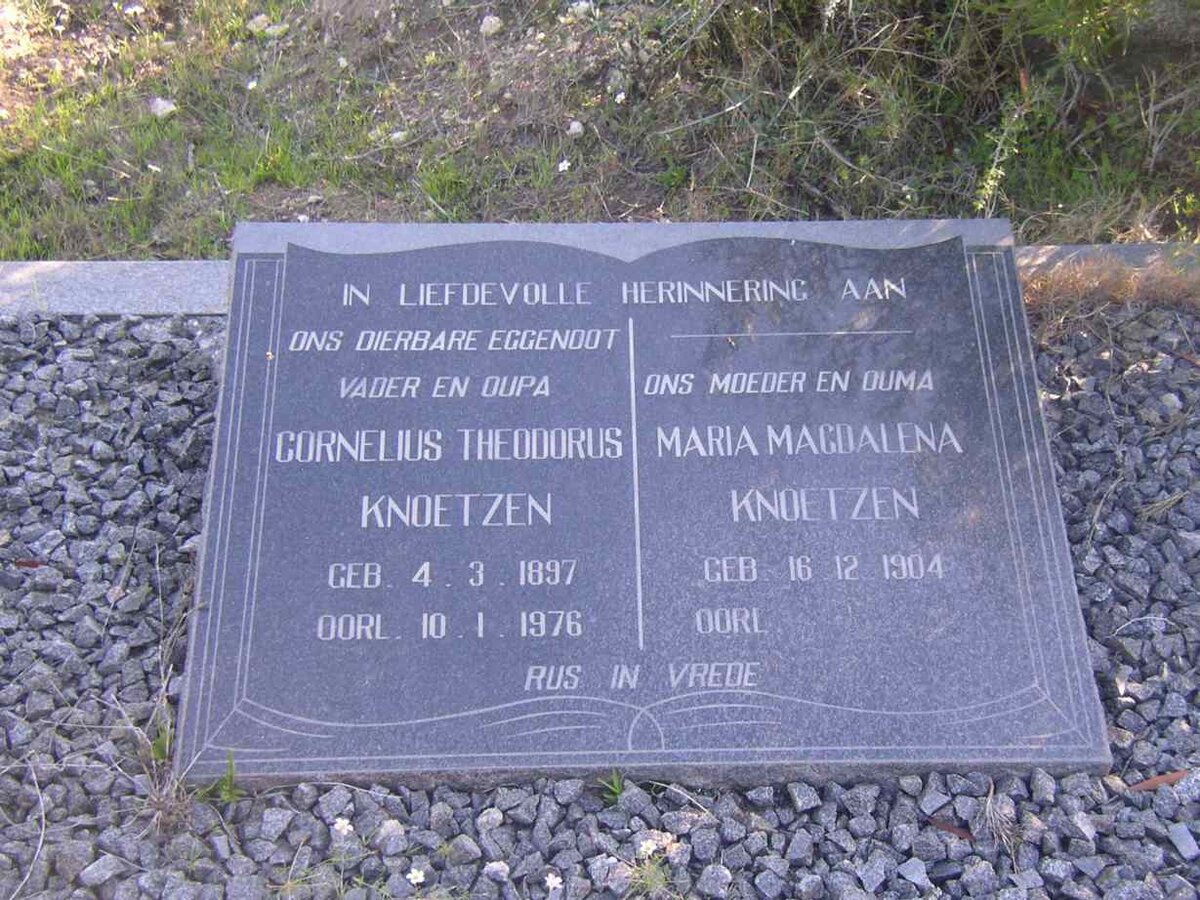 IN LIEFDEVOLLE HERINNERING AAN
ONS DIERBARE EGGENOOT
VADER EN OUPA
CORNELIUS THEODORUS
KNOETZEN
GEB. 4 . 3 . 1897
OORL. 10 . 1 . 1976
ONS MOEDER EN OUMA
MARIA MAGDALENA
KNOETZEN
GEB. 16 . 12 . 1904
OORL
RUS IN VREDE